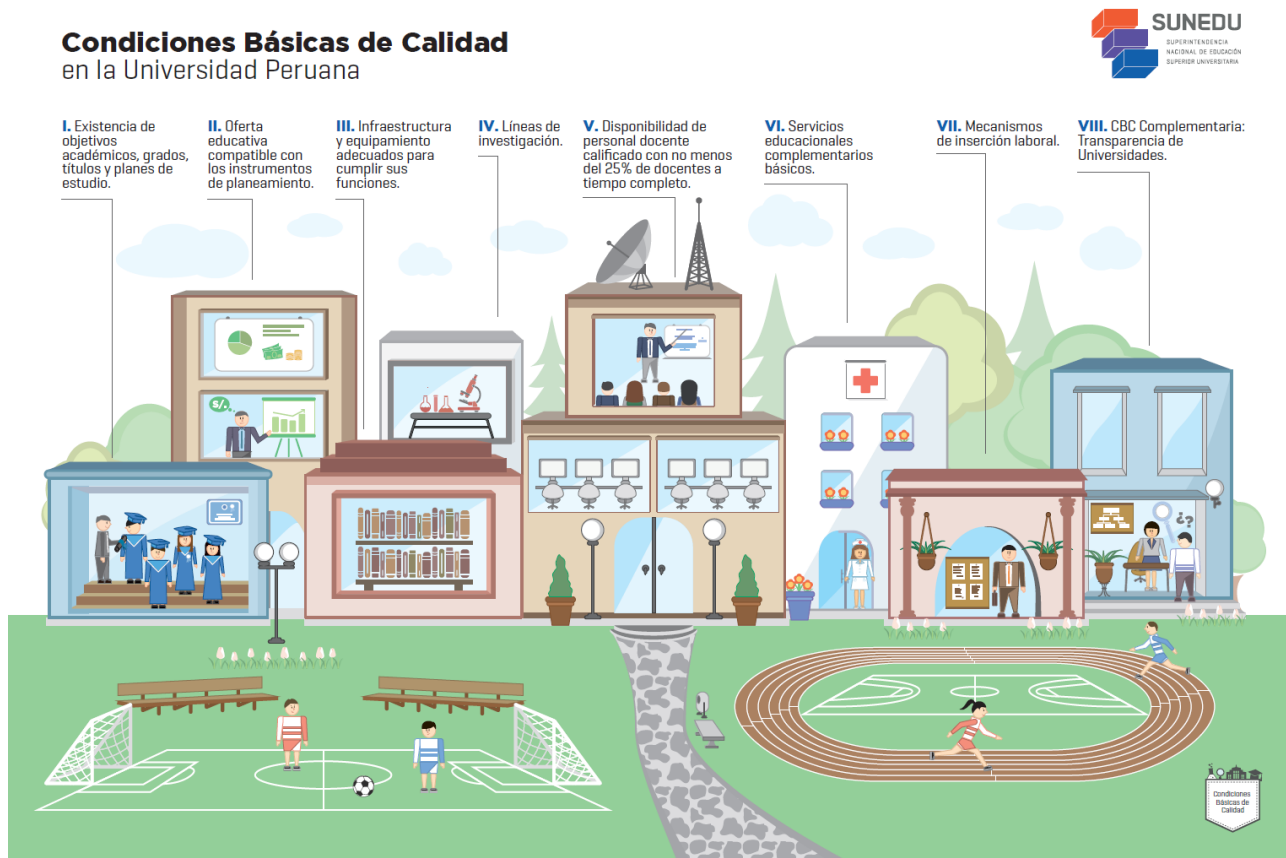 Condiciones Básicas de Calidad
en la Universidad Peruana
SUNEDU
SUPERINTENDENCIA
NACIONAL DE EDUCACIÓN
SUPERIOR UNIVERSITARIA
I. Existencia de
objetivos
académicos, grados,
títulos y planes de
estudio.
II. Oferta
educativa
compatible con
los instrumentos
de planeamiento.
III. Infraestructura
y equipamiento
adecuados para
cumplir sus
funciones.
IV. Líneas de
investigación.
V. Disponibilidad de
personal docente
calificado con no menos
del 25% de docentes a
tiempo completo.
VI. Servicios
educacionales
complementarios
básicos.
VII. Mecanismos
de inserción laboral.
VIII. CBC Complementaria:
Transparencia de
Universidades.
S/.
¿?
Condiciones
Básicas de
Calidad